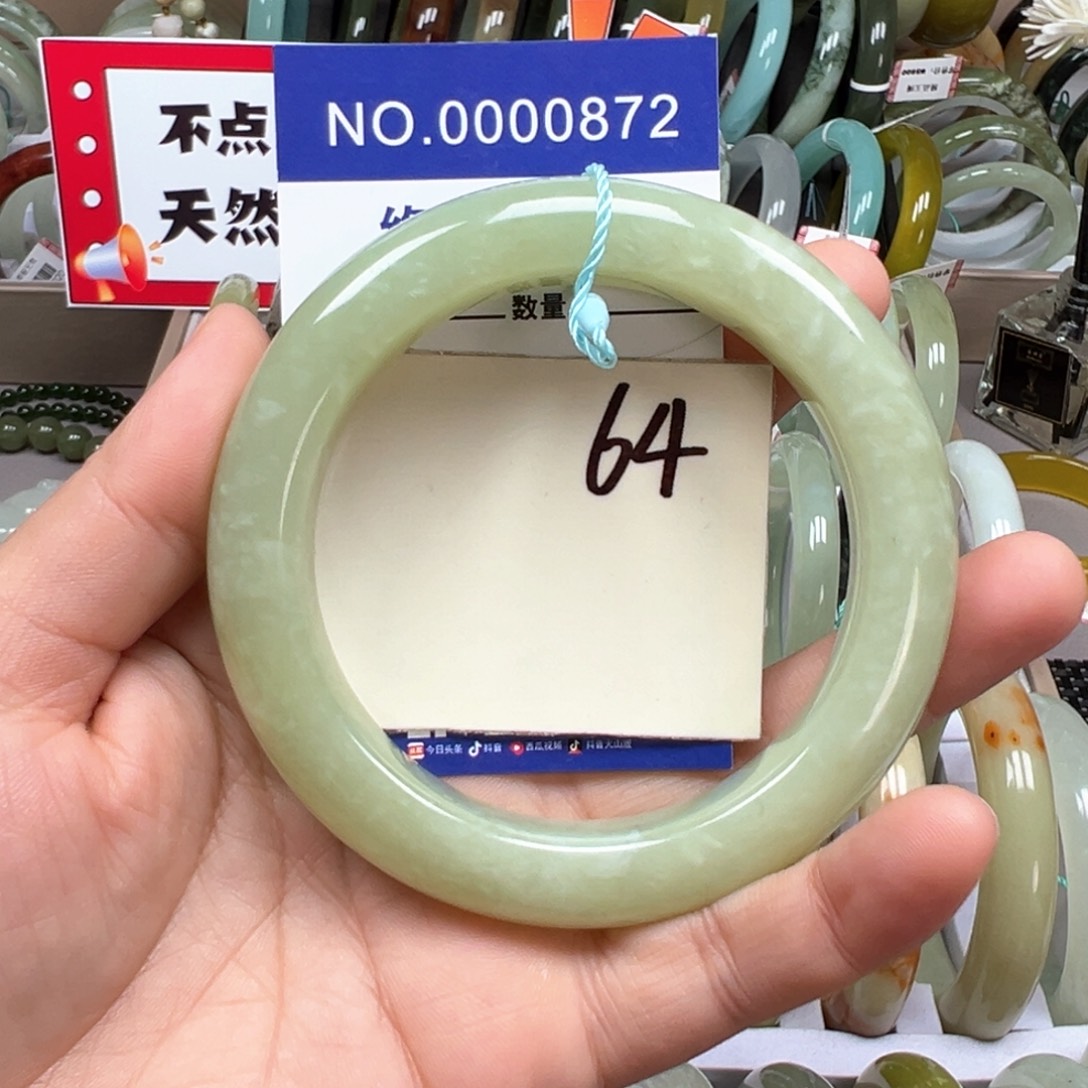 不点
天然
NO.0000872
数量
64
今日头条 抖音 西瓜视频 抖音火山版